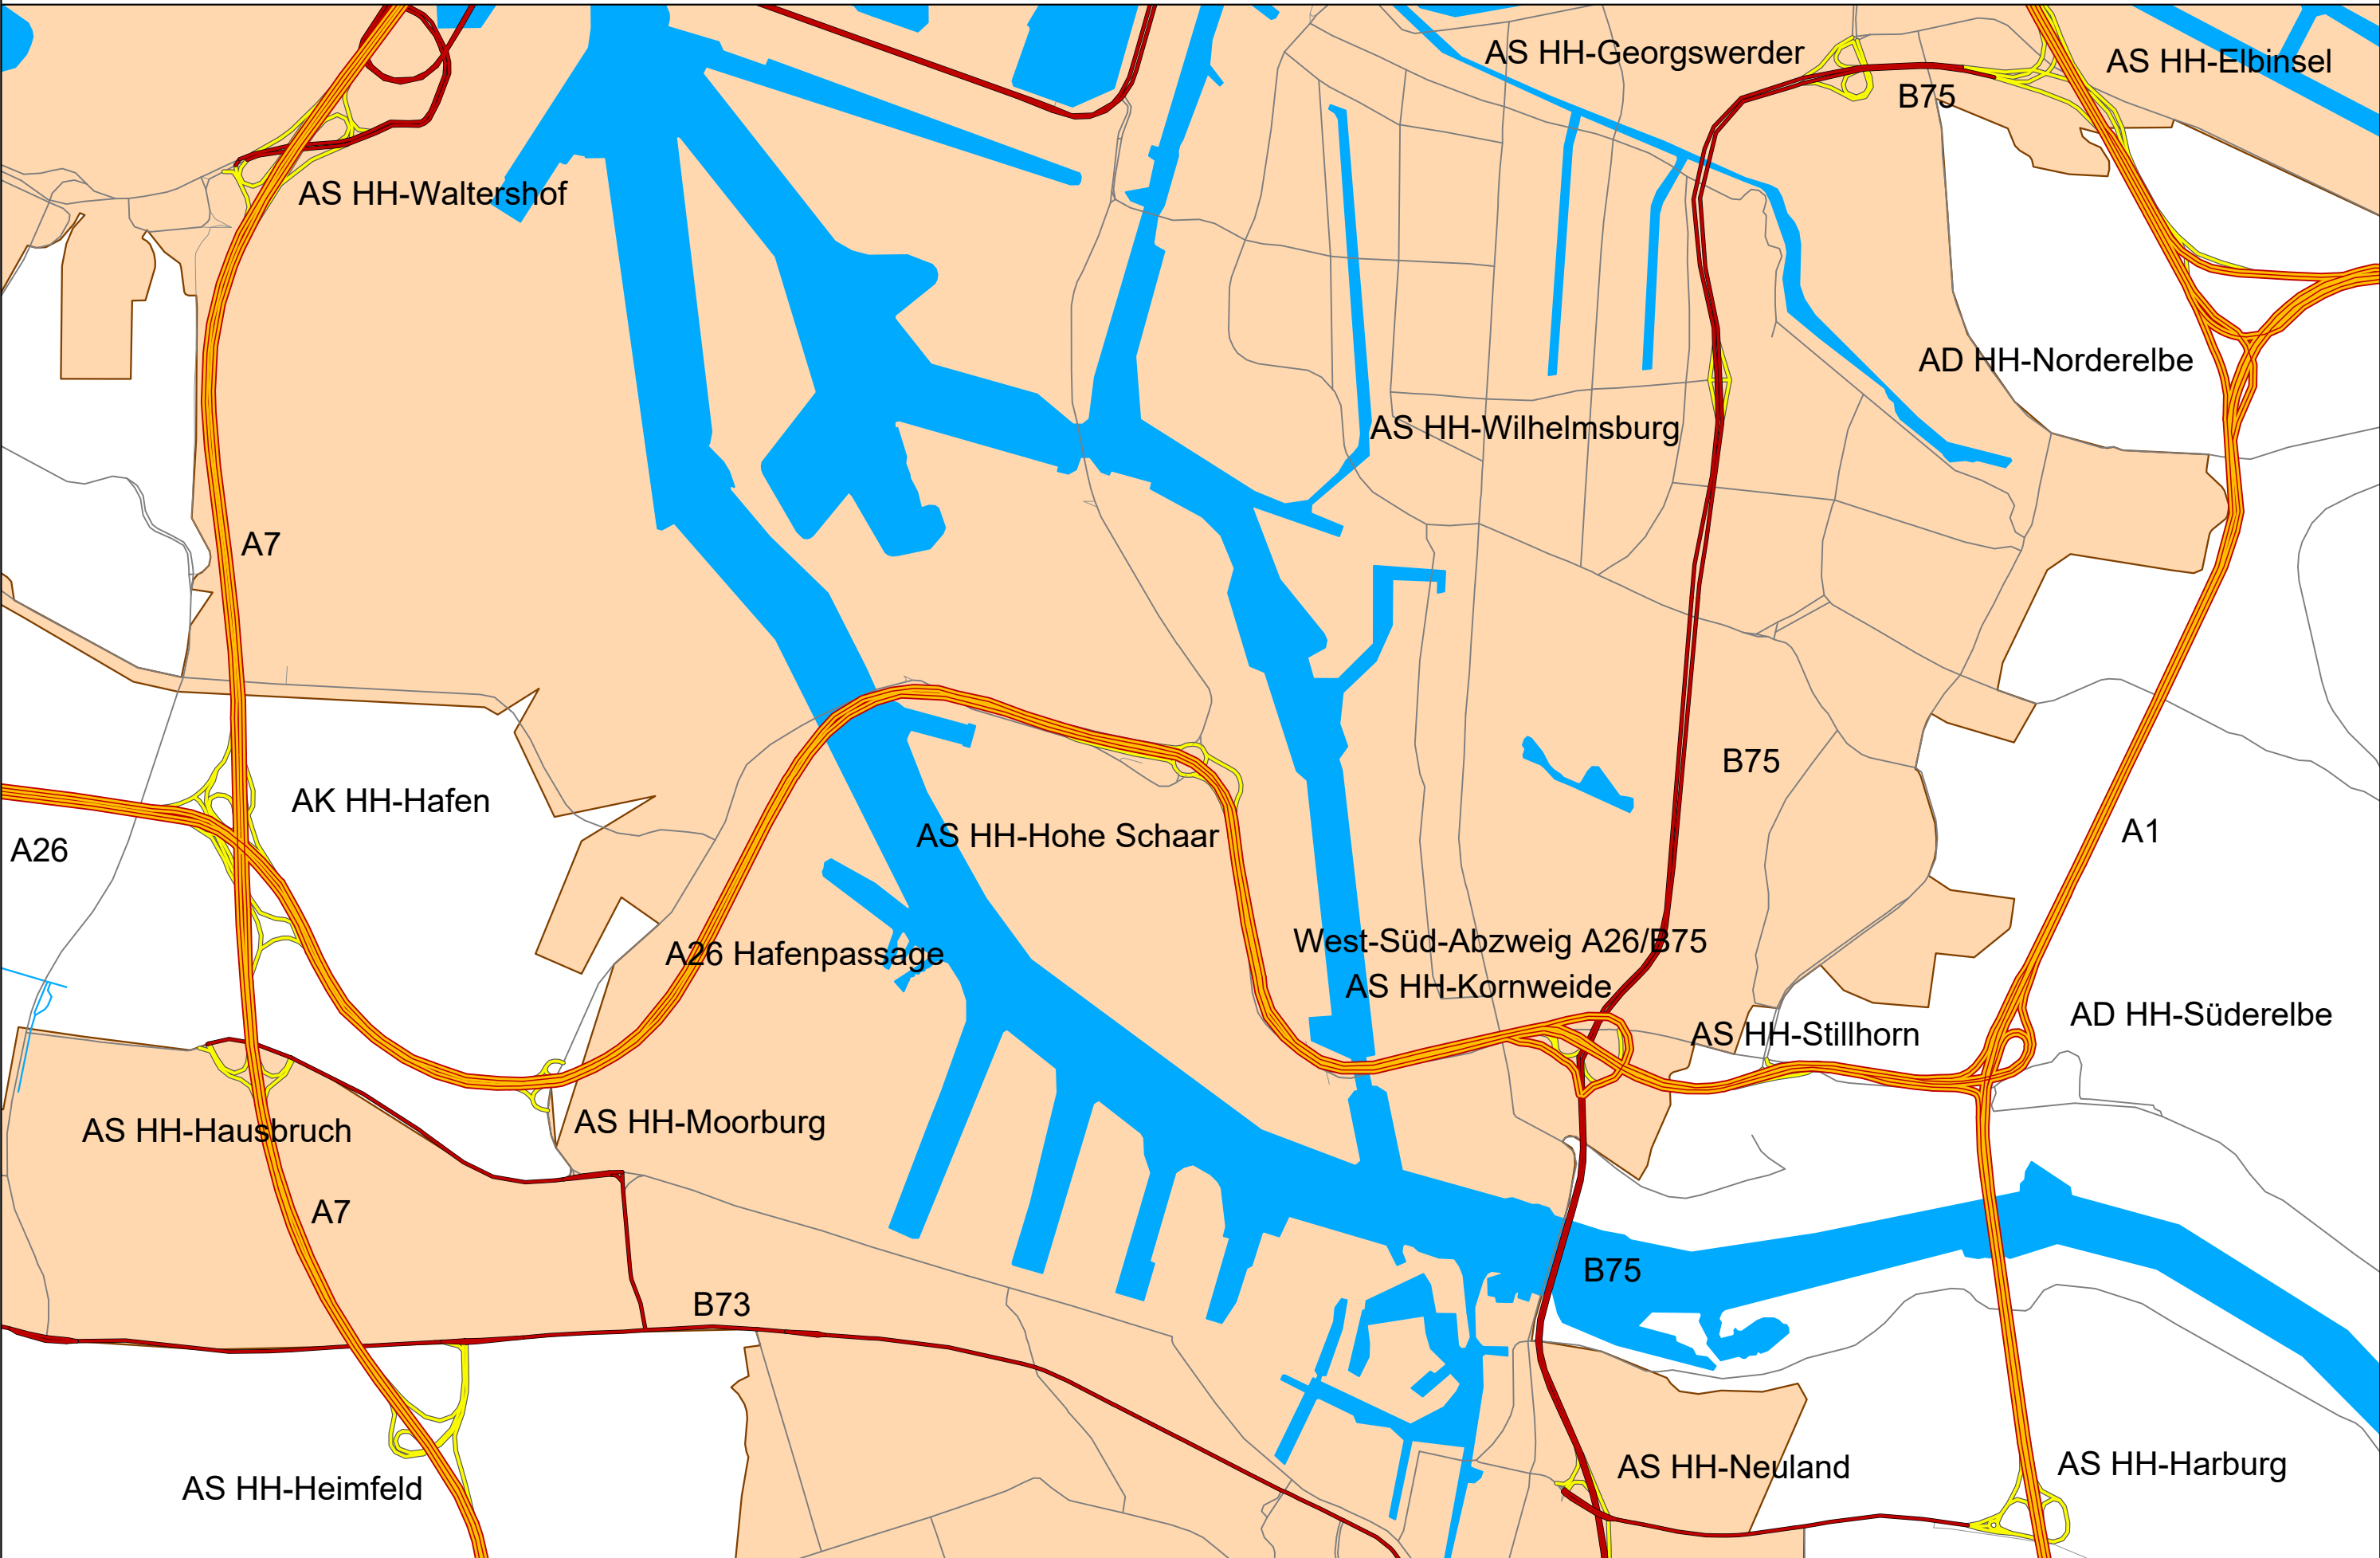 AS HH-Georgswerder
AS HH-Elbinsel
B75
AS HH-Waltershof
AD HH-Norderelbe
AS HH-Wilhelmsburg
A7
B75
AK HH-Hafen
A1
AS HH-Hohe Schaar
A26
West-Süd-Abzweig A26/B75
A26 Hafenpassage
AS HH-Kornweide
AD HH-Süderelbe
AS HH-Stillhorn
AS HH-Moorburg
AS HH-Hausbruch
A7
B75
B73
AS HH-Harburg
AS HH-Neuland
AS HH-Heimfeld